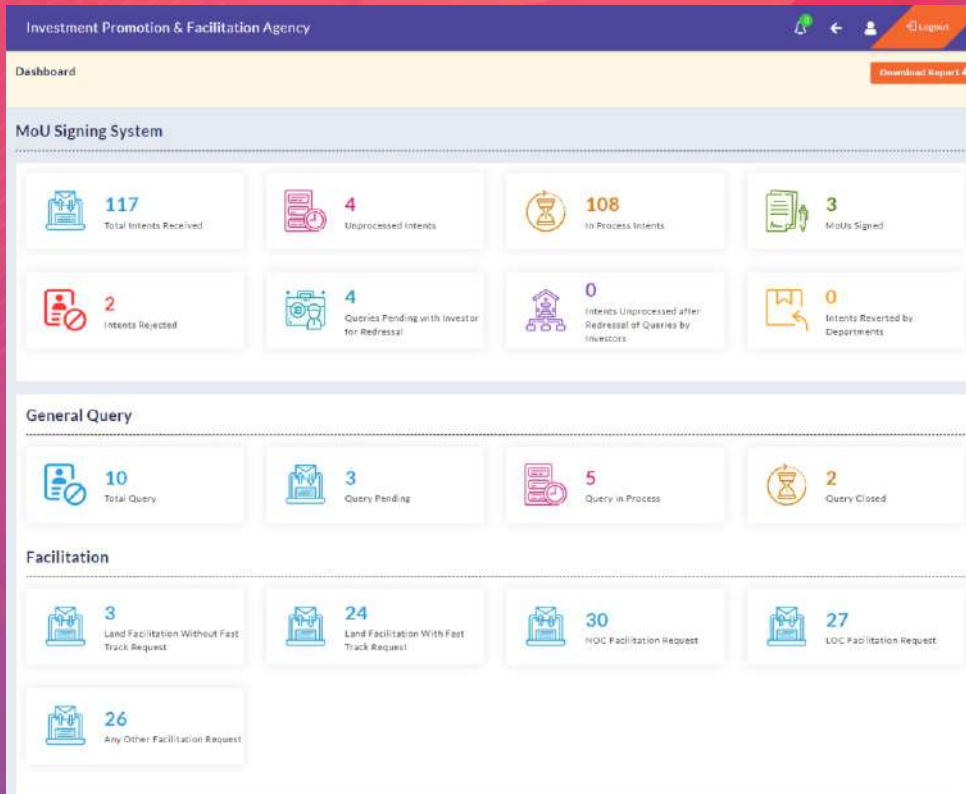 Investment Promotion & Facilitation Agency
Logout
Dashboard
Download Report
MoU Signing System
117
Total Intents Received
4
Unprocessed Intents
108
In Process Intents
3
MoUs Signed
2
Intents Rejected
4
Queries Pending with Investor
for Redressal
0
Intents Unprocessed after
Redressal of Queries by
Investors
0
Intents Reverted by
Departments
General Query
10
Total Query
3
Query Pending
5
Query in Process
2
Query Closed
Facilitation
3
Land Facilitation Without Fast
Track Request
24
Land Facilitation With Fast
Track Request
30
NOC Facilitation Request
27
LOC Facilitation Request
26
Any Other Facilitation Request